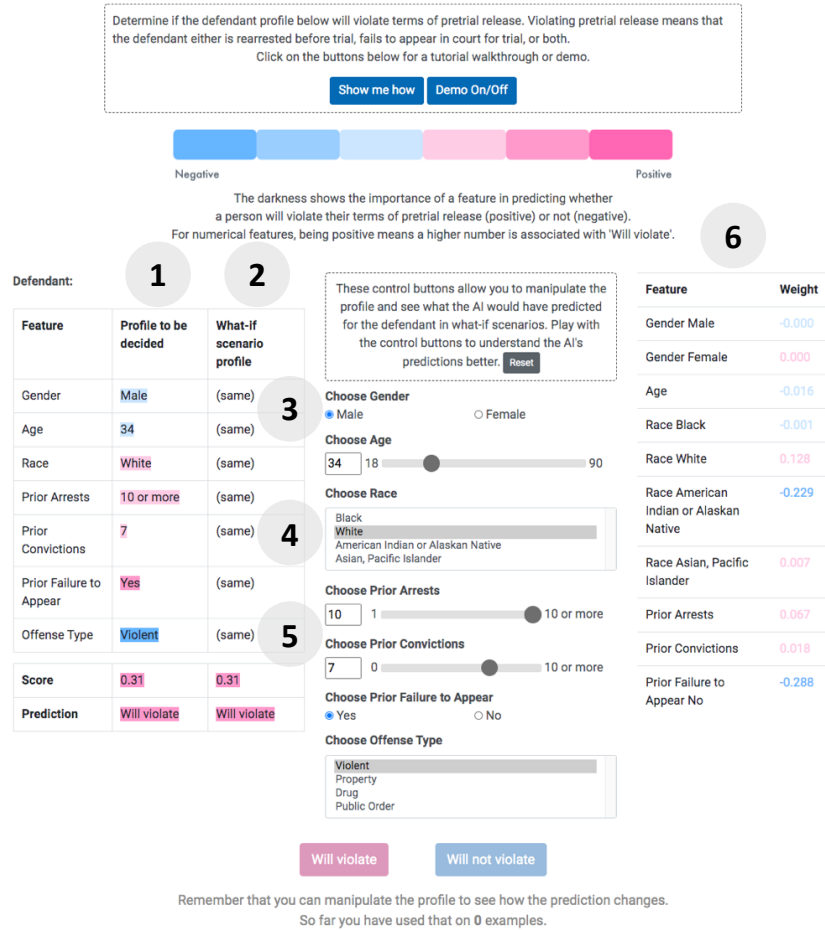 Determine if the defendant profile below will violate terms of pretrial release. Violating pretrial release means that
the defendant either is rearrested before trial, fails to appear in court for trial, or both.
Click on the buttons below for a tutorial walkthrough or demo.
Show me how
Demo On/Off
Negative
Positive
The darkness shows the importance of a feature in predicting whether
a person will violate their terms of pretrial release (positive) or not (negative).
For numerical features, being positive means a higher number is associated with 'Will violate'.
1
2
6
Defendant:
Feature Profile to be What-if
decided scenario
profile
Gender Male (same)
Age 34 (same)
Race White (same)
Prior Arrests 10 or more (same)
Prior 7 (same)
Convictions
Prior Failure to Yes (same)
Appear
Offense Type Violent (same)
Score 0.31 0.31
Prediction Will violate Will violate
These control buttons allow you to manipulate the
profile and see what the AI would have predicted
for the defendant in what-if scenarios. Play with
the control buttons to understand the AI's
predictions better. Reset
3
Choose Gender
Male Female
Choose Age
34 18 90
Choose Race
4
Black
White
American Indian or Alaskan Native
Asian, Pacific Islander
Choose Prior Arrests
10 1 10 or more
5
Choose Prior Convictions
7 0 10 or more
Choose Prior Failure to Appear
Yes No
Choose Offense Type
Violent
Property
Drug
Public Order
Feature Weight
Gender Male -0.000
Gender Female 0.000
Age -0.016
Race Black -0.001
Race White 0.128
Race American -0.229
Indian or Alaskan
Native
Race Asian, Pacific 0.007
Islander
Prior Arrests 0.067
Prior Convictions 0.018
Prior Failure to -0.288
Appear No
Will violate
Will not violate
Remember that you can manipulate the profile to see how the prediction changes.
So far you have used that on 0 examples.